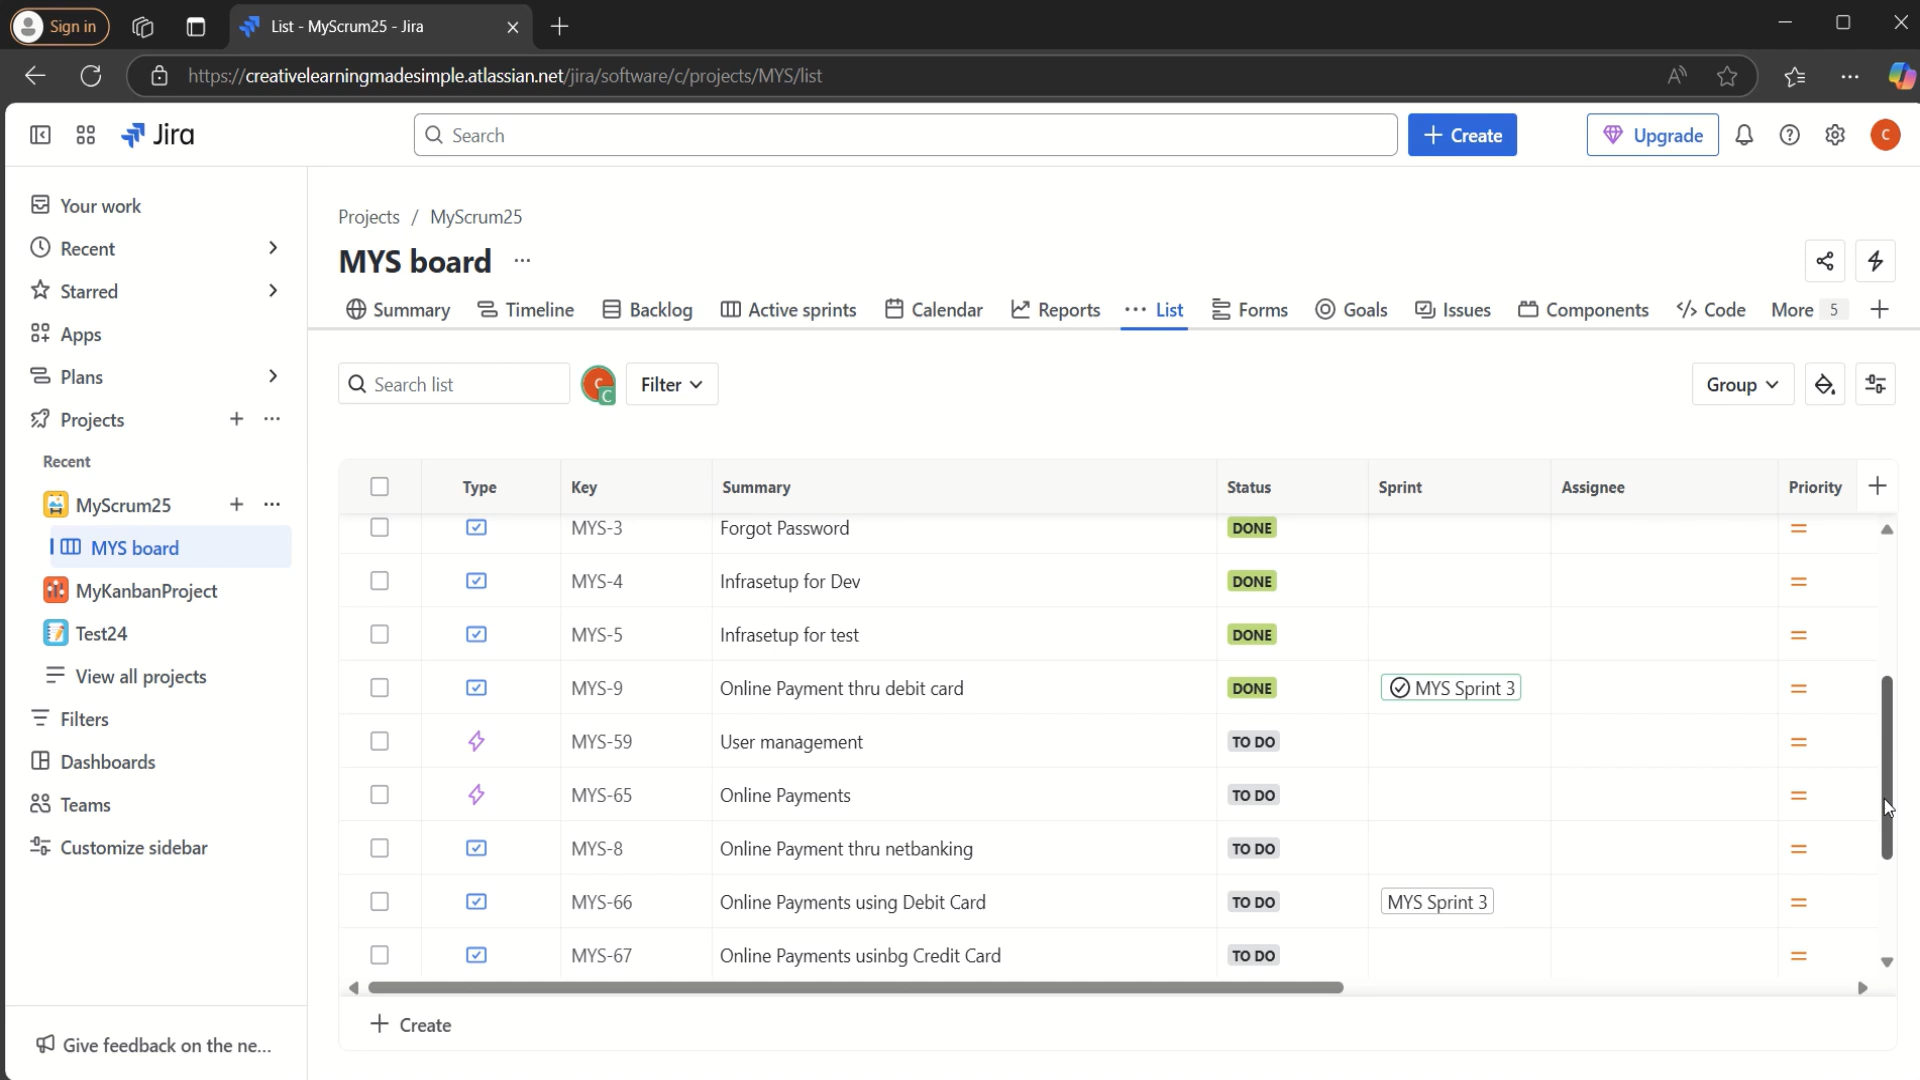 Sign in
List - MyScrum25 - Jira
https://creativelearningmadesimple.atlassian.net/jira/software/c/projects/MYS/list
Jira
Search
Create
Upgrade
C
Your work
Recent
Starred
Apps
Plans
Projects
Recent
MyScrum25
MYS board
MyKanbanProject
Test24
View all projects
Filters
Dashboards
Teams
Customize sidebar
Give feedback on the ne...
Projects / MyScrum25
MYS board
Summary Timeline Backlog Active sprints Calendar Reports List Forms Goals Issues Components Code More 5
Search list
C
C
Filter
Group
Type Key Summary Status Sprint Assignee Priority
MYS-3 Forgot Password DONE
MYS-4 Infrasetup for Dev DONE
MYS-5 Infrasetup for test DONE
MYS-9 Online Payment thru debit card DONE MYS Sprint 3
MYS-59 User management TO DO
MYS-65 Online Payments TO DO
MYS-8 Online Payment thru netbanking TO DO
MYS-66 Online Payments using Debit Card TO DO MYS Sprint 3
MYS-67 Online Payments usinbg Credit Card TO DO
Create